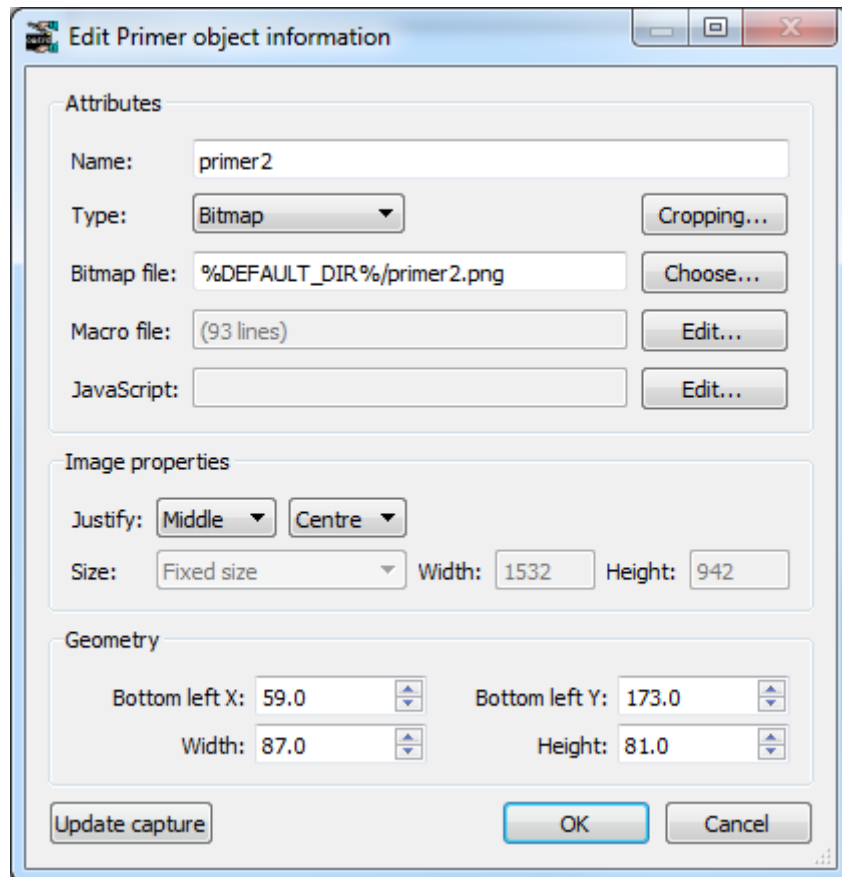 Edit Primer object information
Attributes
Name: primer2
Type: Bitmap Cropping...
Bitmap file: %DEFAULT_DIR%/primer2.png Choose...
Macro file: (93 lines) Edit...
JavaScript: Edit...
Image properties
Justify: Middle Centre
Size: Fixed size Width: 1532 Height: 942
Geometry
Bottom left X: 59.0 Bottom left Y: 173.0
Width: 87.0 Height: 81.0
Update capture OK Cancel